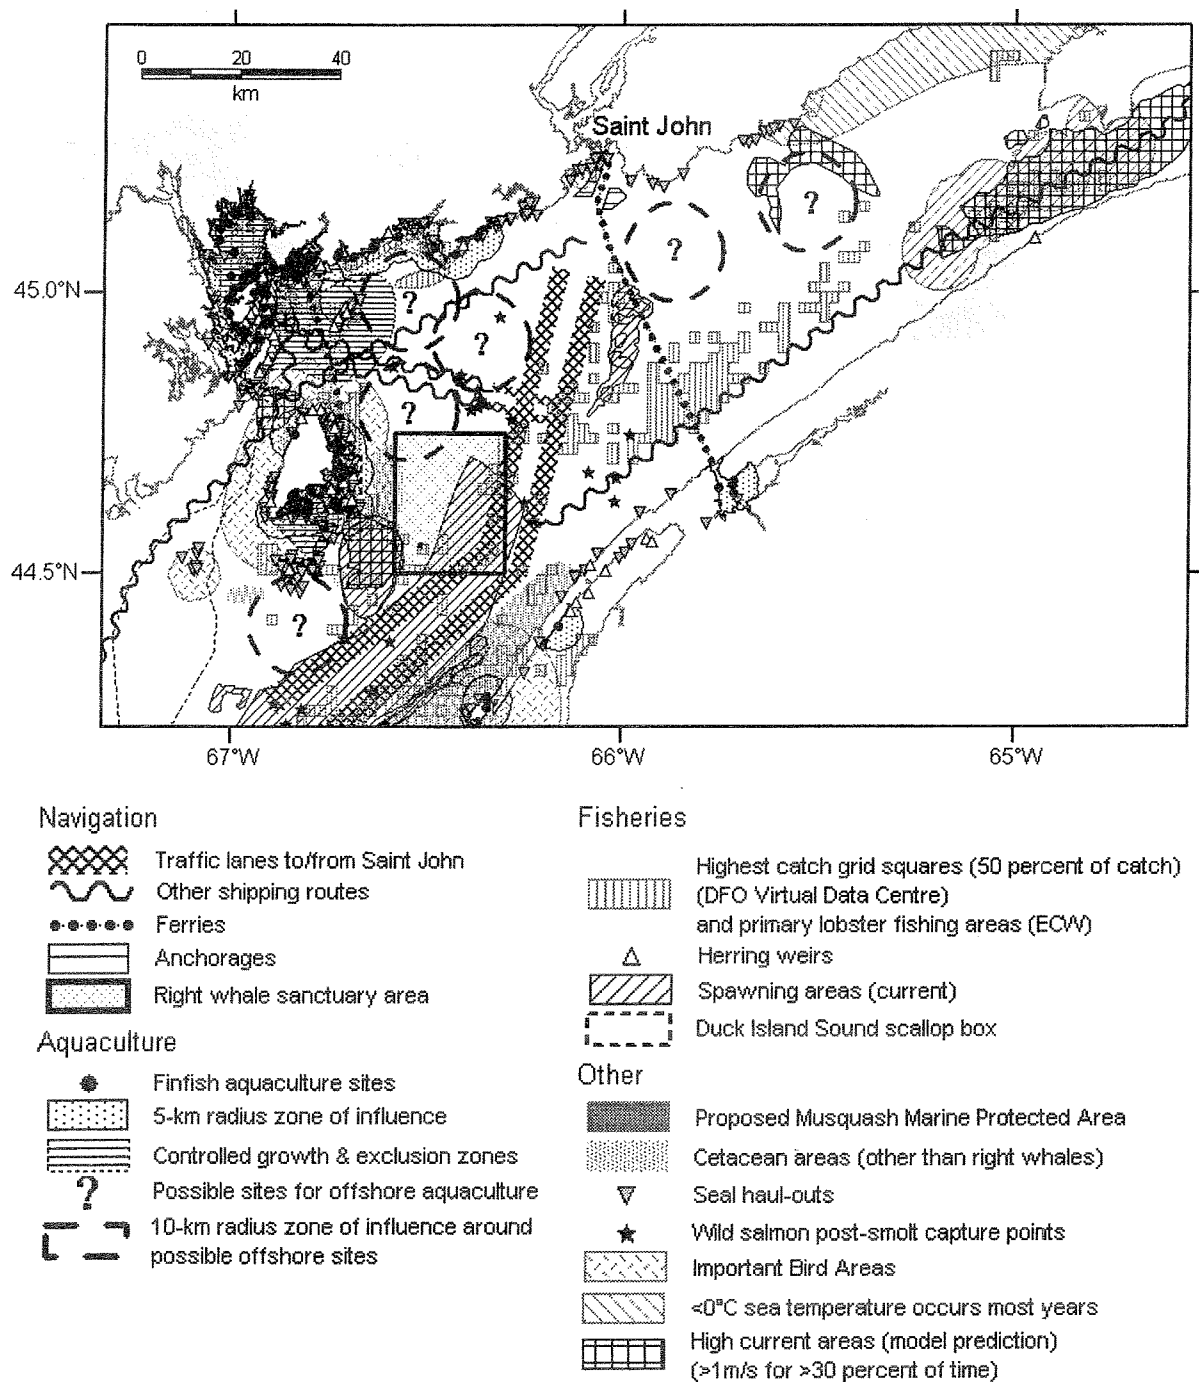 0 20 40
km
Saint John
?
?
?
?
?
?
45.0°N
44.5°N
67°W 66°W 65°W
Navigation
Traffic lanes to/from Saint John
Other shipping routes
Ferries
Anchorages
Right whale sanctuary area
Aquaculture
Finfish aquaculture sites
5-km radius zone of influence
Controlled growth & exclusion zones
? Possible sites for offshore aquaculture
10-km radius zone of influence around
possible offshore sites
Fisheries
Highest catch grid squares (50 percent of catch)
(DFO Virtual Data Centre)
and primary lobster fishing areas (ECW)
Herring weirs
Spawning areas (current)
Duck Island Sound scallop box
Other
Proposed Musquash Marine Protected Area
Cetacean areas (other than right whales)
Seal haul-outs
Wild salmon post-smolt capture points
Important Bird Areas
<0°C sea temperature occurs most years
High current areas (model prediction)
(>1m/s for >30 percent of time)